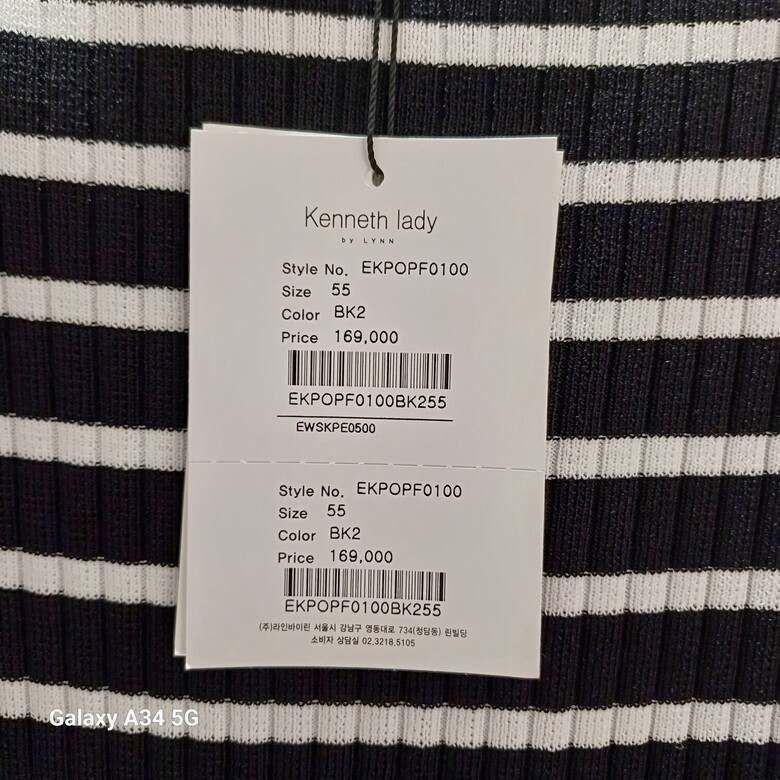 Kenneth lady
by LYNN
Style No. EKPOPF0100
Size 55
Color BK2
Price 169,000
EKPOPF0100BK255
EWSKPE0500
Style No. EKPOPF0100
Size 55
Color BK2
Price 169,000
EKPOPF0100BK255
(주)라인바이린 서울시 강남구 영동대로 734(청담동) 린빌딩
소비자 상담실 02.3218.5105
Galaxy A34 5G